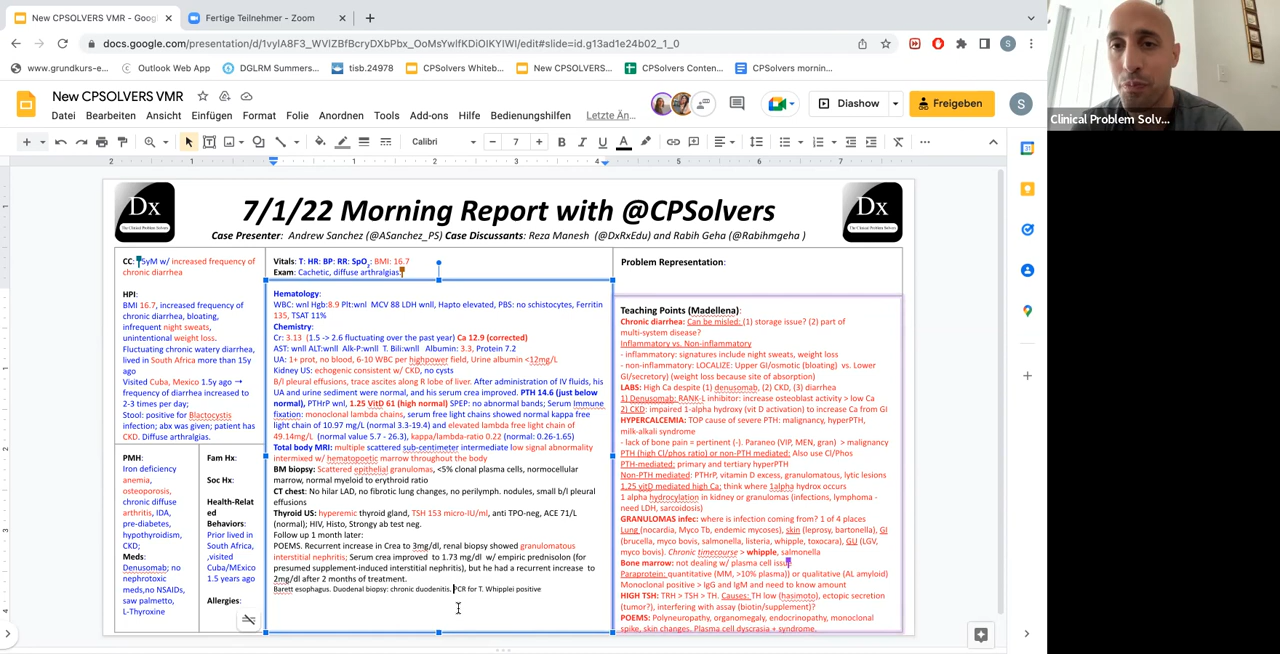 New CPSOLVERS VMR - Goo
Fertige Teilnehmer - Zoom
docs.google.com/presentation/d/1vyIA8F3_WVIZBfBcryDXbPbx_OoMsYwlfKDiOIKYIWI/edit#slide=id.g13ad1e24b02_1_0
www.grundkurs-e...
Outlook Web App
DGLRM Summers...
tisb.24978
CPSolvers Whiteb...
New CPSOLVERS...
CPSolvers Conten...
CPSolvers mornin...
New CPSOLVERS VMR
Diashow
Freigeben
S
Datei Bearbeiten Ansicht Einfügen Format Folie Anordnen Tools Add-ons Hilfe Bedienungshilfen Letzte Än...
Calibri
7
Clinical Problem Solv...
Dx
The Clinical Problem Solvers
7/1/22 Morning Report with @CPSolvers
Case Presenter: Andrew Sanchez (@ASanchez_PS) Case Discussants: Reza Manesh (@DxRxEdu) and Rabih Geha (@Rabihmgeha )
Dx
The Clinical Problem Solvers
CC: 5yM w/ increased frequency of
chronic diarrhea
HPI:
BMI 16.7, increased frequency of
chronic diarrhea, bloating,
infrequent night sweats,
unintentional weight loss.
Fluctuating chronic watery diarrhea,
lived in South Africa more than 15y
ago
Visited Cuba, Mexico 1.5y ago →
frequency of diarrhea increased to
2-3 times per day;
Stool: positive for Blactocystis
infection; abx was given; patient has
CKD. Diffuse arthralgias.
PMH:
Iron deficiency
anemia,
osteoporosis,
chronic diffuse
arthritis, IDA,
pre-diabetes,
hypothyroidism,
CKD;
Meds:
Denosumab; no
nephrotoxic
meds,no NSAIDs,
saw palmetto,
L-Thyroxine
Fam Hx:
Soc Hx:
Health-Relat
ed
Behaviors:
Prior lived in
South Africa,
,visited
Cuba/MExico
1.5 years ago
Allergies:
Vitals: T: HR: BP: RR: SpO2: BMI: 16.7
Exam: Cachetic, diffuse arthralgias
Hematology:
WBC: wnl Hgb:8.9 Plt:wnl MCV 88 LDH wnll, Hapto elevated, PBS: no schistocytes, Ferritin
135, TSAT 11%
Chemistry:
Cr: 3.13 (1.5 -> 2.6 fluctuating over the past year) Ca 12.9 (corrected)
AST: wnll ALT:wnll Alk-P:wnll T. Bili:wnll Albumin: 3.3, Protein 7.2
UA: 1+ prot, no blood, 6-10 WBC per highpower field, Urine albumin <12mg/L
Kidney US: echogenic consistent w/ CKD, no cysts
B/l pleural effusions, trace ascites along R lobe of liver. After administration of IV fluids, his
UA and urine sediment were normal, and his serum crea improved. PTH 14.6 (just below
normal), PTHrP wnl, 1.25 VitD 61 (high normal) SPEP: no abnormal bands; Serum Immune
fixation: monoclonal lambda chains, serum free light chains showed normal kappa free
light chain of 10.97 mg/L (normal 3.3-19.4) and elevated lambda free light chain of
49.14mg/L (normal value 5.7 - 26.3), kappa/lambda-ratio 0.22 (normal: 0.26-1.65)
Total body MRI: multiple scattered sub-centimeter intermediate low signal abnormality
intermixed w/ hematopoetic marrow throughout the body
BM biopsy: Scattered epithelial granulomas, <5% clonal plasma cells, normocellular
marrow, normal myeloid to erythroid ratio
CT chest: No hilar LAD, no fibrotic lung changes, no perilymph. nodules, small b/l pleural
effusions
Thyroid US: hyperemic thyroid gland, TSH 153 micro-IU/ml, anti TPO-neg, ACE 71/L
(normal); HIV, Histo, Strongy ab test neg.
Follow up 1 month later:
POEMS. Recurrent increase in Crea to 3mg/dl, renal biopsy showed granulomatous
interstitial nephritis; Serum crea improved to 1.73 mg/dl w/ empiric prednisolon (for
presumed supplement-induced interstitial nephritis), but he had a recurrent increase to
2mg/dl after 2 months of treatment.
Barett esophagus. Duodenal biopsy: chronic duodenitis, PCR for T. Whipplei positive
Problem Representation:
Teaching Points (Madellena):
Chronic diarrhea: Can be misled: (1) storage issue? (2) part of
multi-system disease?
Inflammatory vs. Non-inflammatory
- inflammatory: signatures include night sweats, weight loss
- non-inflammatory: LOCALIZE: Upper GI/osmotic (bloating) vs. Lower
GI/secretory) (weight loss because site of absorption)
LABS: High Ca despite (1) denusomab, (2) CKD, (3) diarrhea
1) Denusomab: RANK-L inhibitor: increase osteoblast activity > low Ca
2) CKD: impaired 1-alpha hydroxy (vit D activation) to increase Ca from GI
HYPERCALCEMIA: TOP cause of severe PTH: malignancy, hyperPTH,
milk-alkali syndrome
- lack of bone pain = pertinent (-). Paraneo (VIP, MEN, gran) > malignancy
PTH (high Cl/phos ratio) or non-PTH mediated: Also use Cl/Phos
PTH-mediated: primary and tertiary hyperPTH
Non-PTH mediated: PTHrP, vitamin D excess, granulomatous, lytic lesions
1,25 vitD mediated high Ca: think where 1alpha hydrox occurs
1 alpha hydrocylation in kidney or granulomas (infections, lymphoma -
need LDH, sarcoidosis)
GRANULOMAS infec: where is infection coming from? 1 of 4 places
Lung (nocardia, Myco Tb, endemic mycoses), skin (leprosy, bartonella), GI
(brucella, myco bovis, salmonella, listeria, whipple, toxocara), GU (LGV,
myco bovis). Chronic timecourse > whipple, salmonella
Bone marrow: not dealing w/ plasma cell issue
Paraprotein: quantitative (MM, >10% plasma)) or qualitative (AL amyloid)
Monoclonal positive > IgG and IgM and need to know amount
HIGH TSH: TRH > TSH > TH. Causes: TH low (hasimoto), ectopic secretion
(tumor?), interfering with assay (biotin/supplement)?
POEMS: Polyneuropathy, organomegaly, endocrinopathy, monoclonal
spike, skin changes. Plasma cell dyscrasia + syndrome.